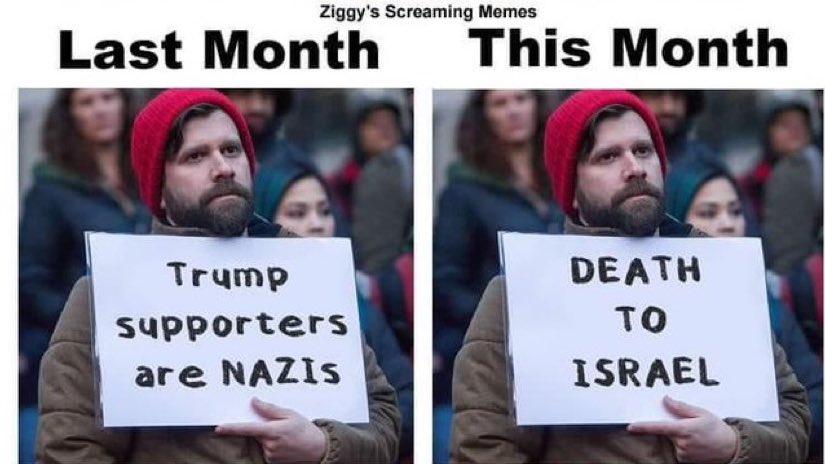 Ziggy's Screaming Memes
Last Month
This Month
Trump
supporters
are NAZIs
DEATH
TO
ISRAEL